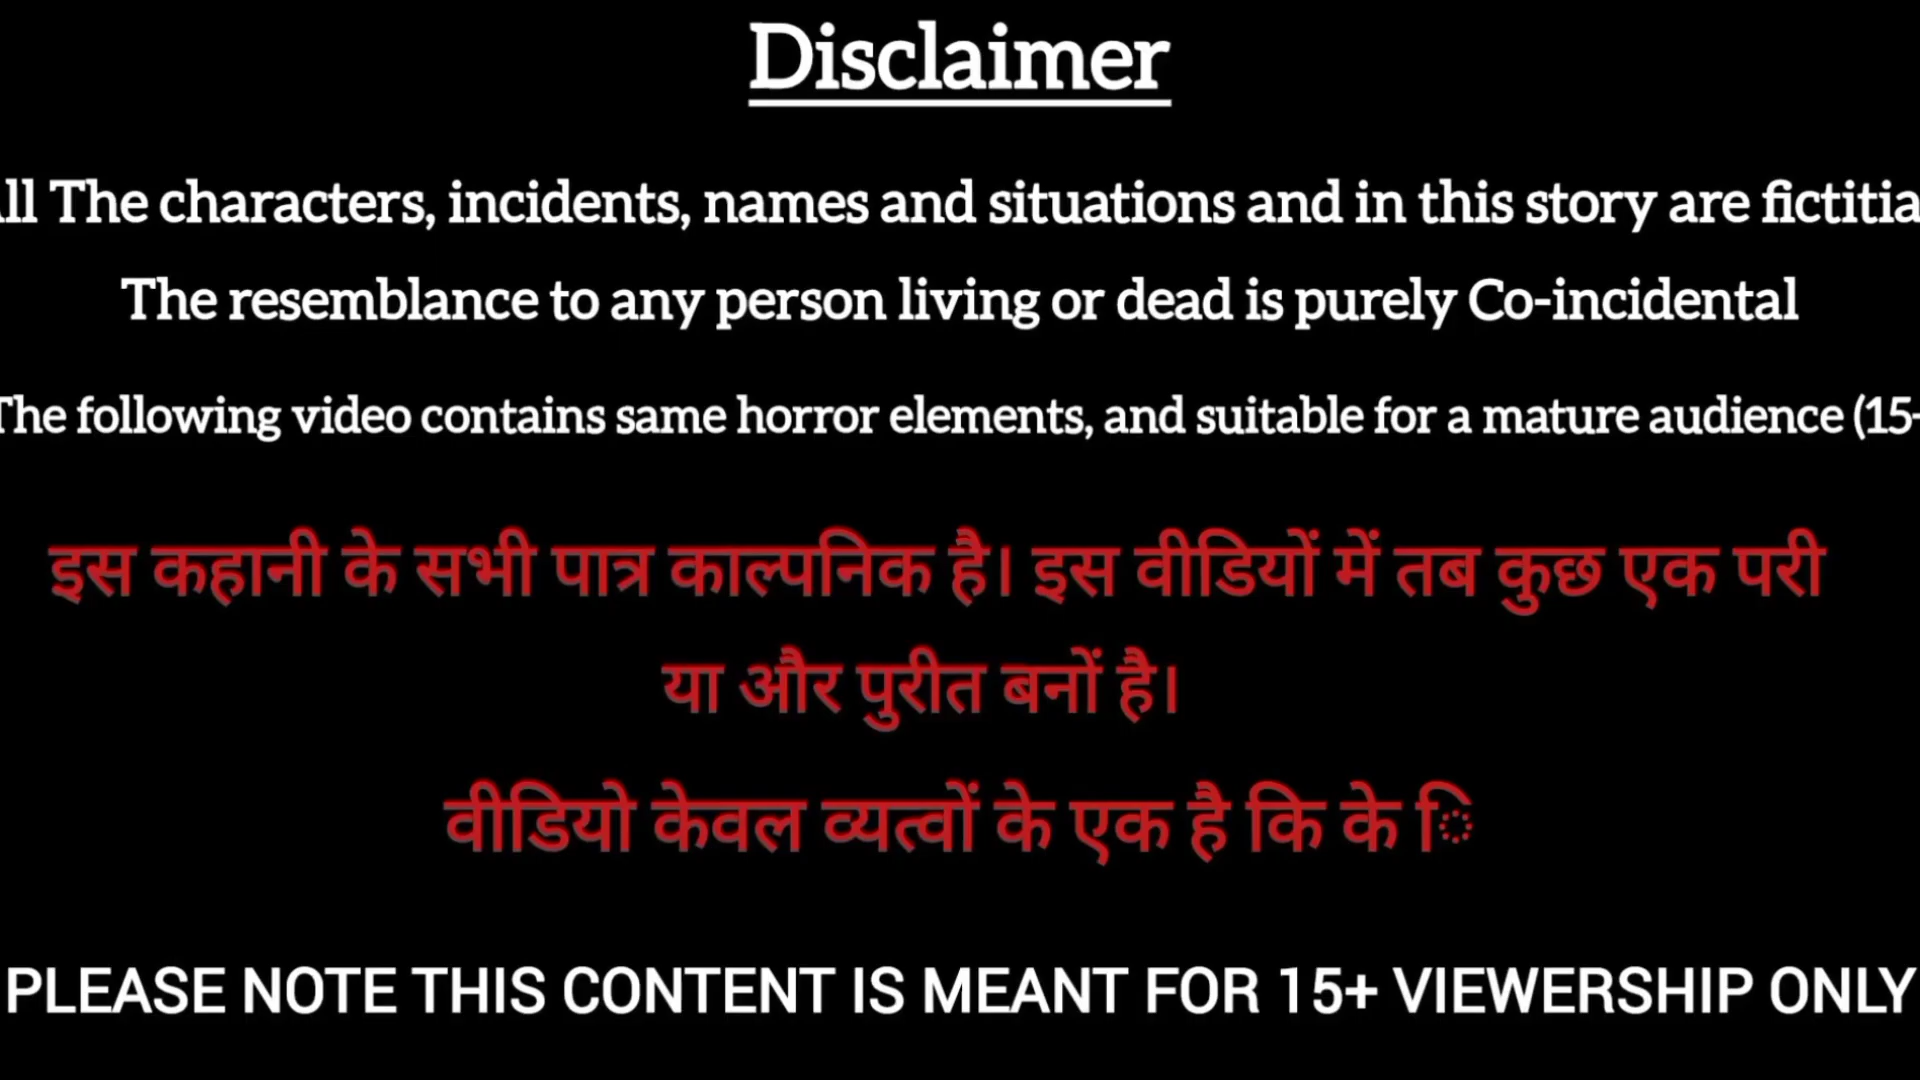 Disclaimer
ll The characters, incidents, names and situations and in this story are fictitia
The resemblance to any person living or dead is purely Co-incidental
The following video contains same horror elements, and suitable for a mature audience (15-
इस कहानी के सभी पात्र काल्पनिक है। इस वीडियों में तब कुछ एक परी
या और पुरीत बनों है।
वीडियो केवल व्यत्वों के एक है कि के ि
PLEASE NOTE THIS CONTENT IS MEANT FOR 15+ VIEWERSHIP ONLY